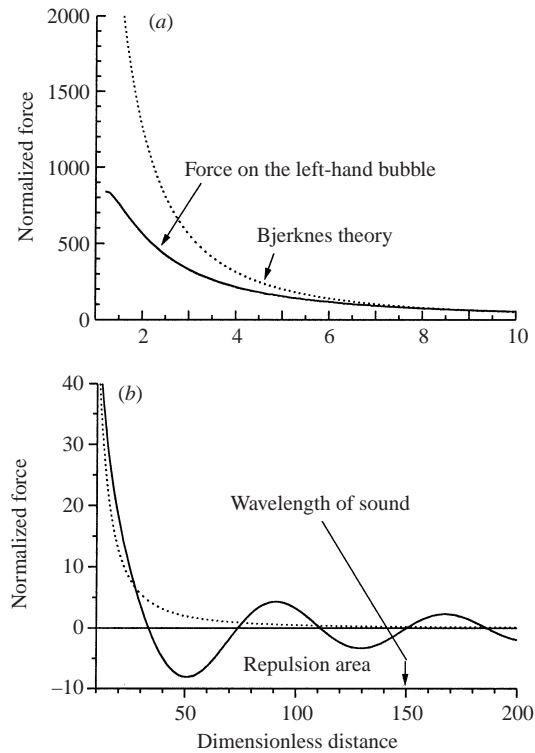 2000
(a)
1500
1000
500
0
Normalized force
Force on the left-hand bubble
Bjerknes theory
2 4 6 8 10
40
(b)
30
20
10
0
−10
Normalized force
Wavelength of sound
Repulsion area
50 100 150 200
Dimensionless distance